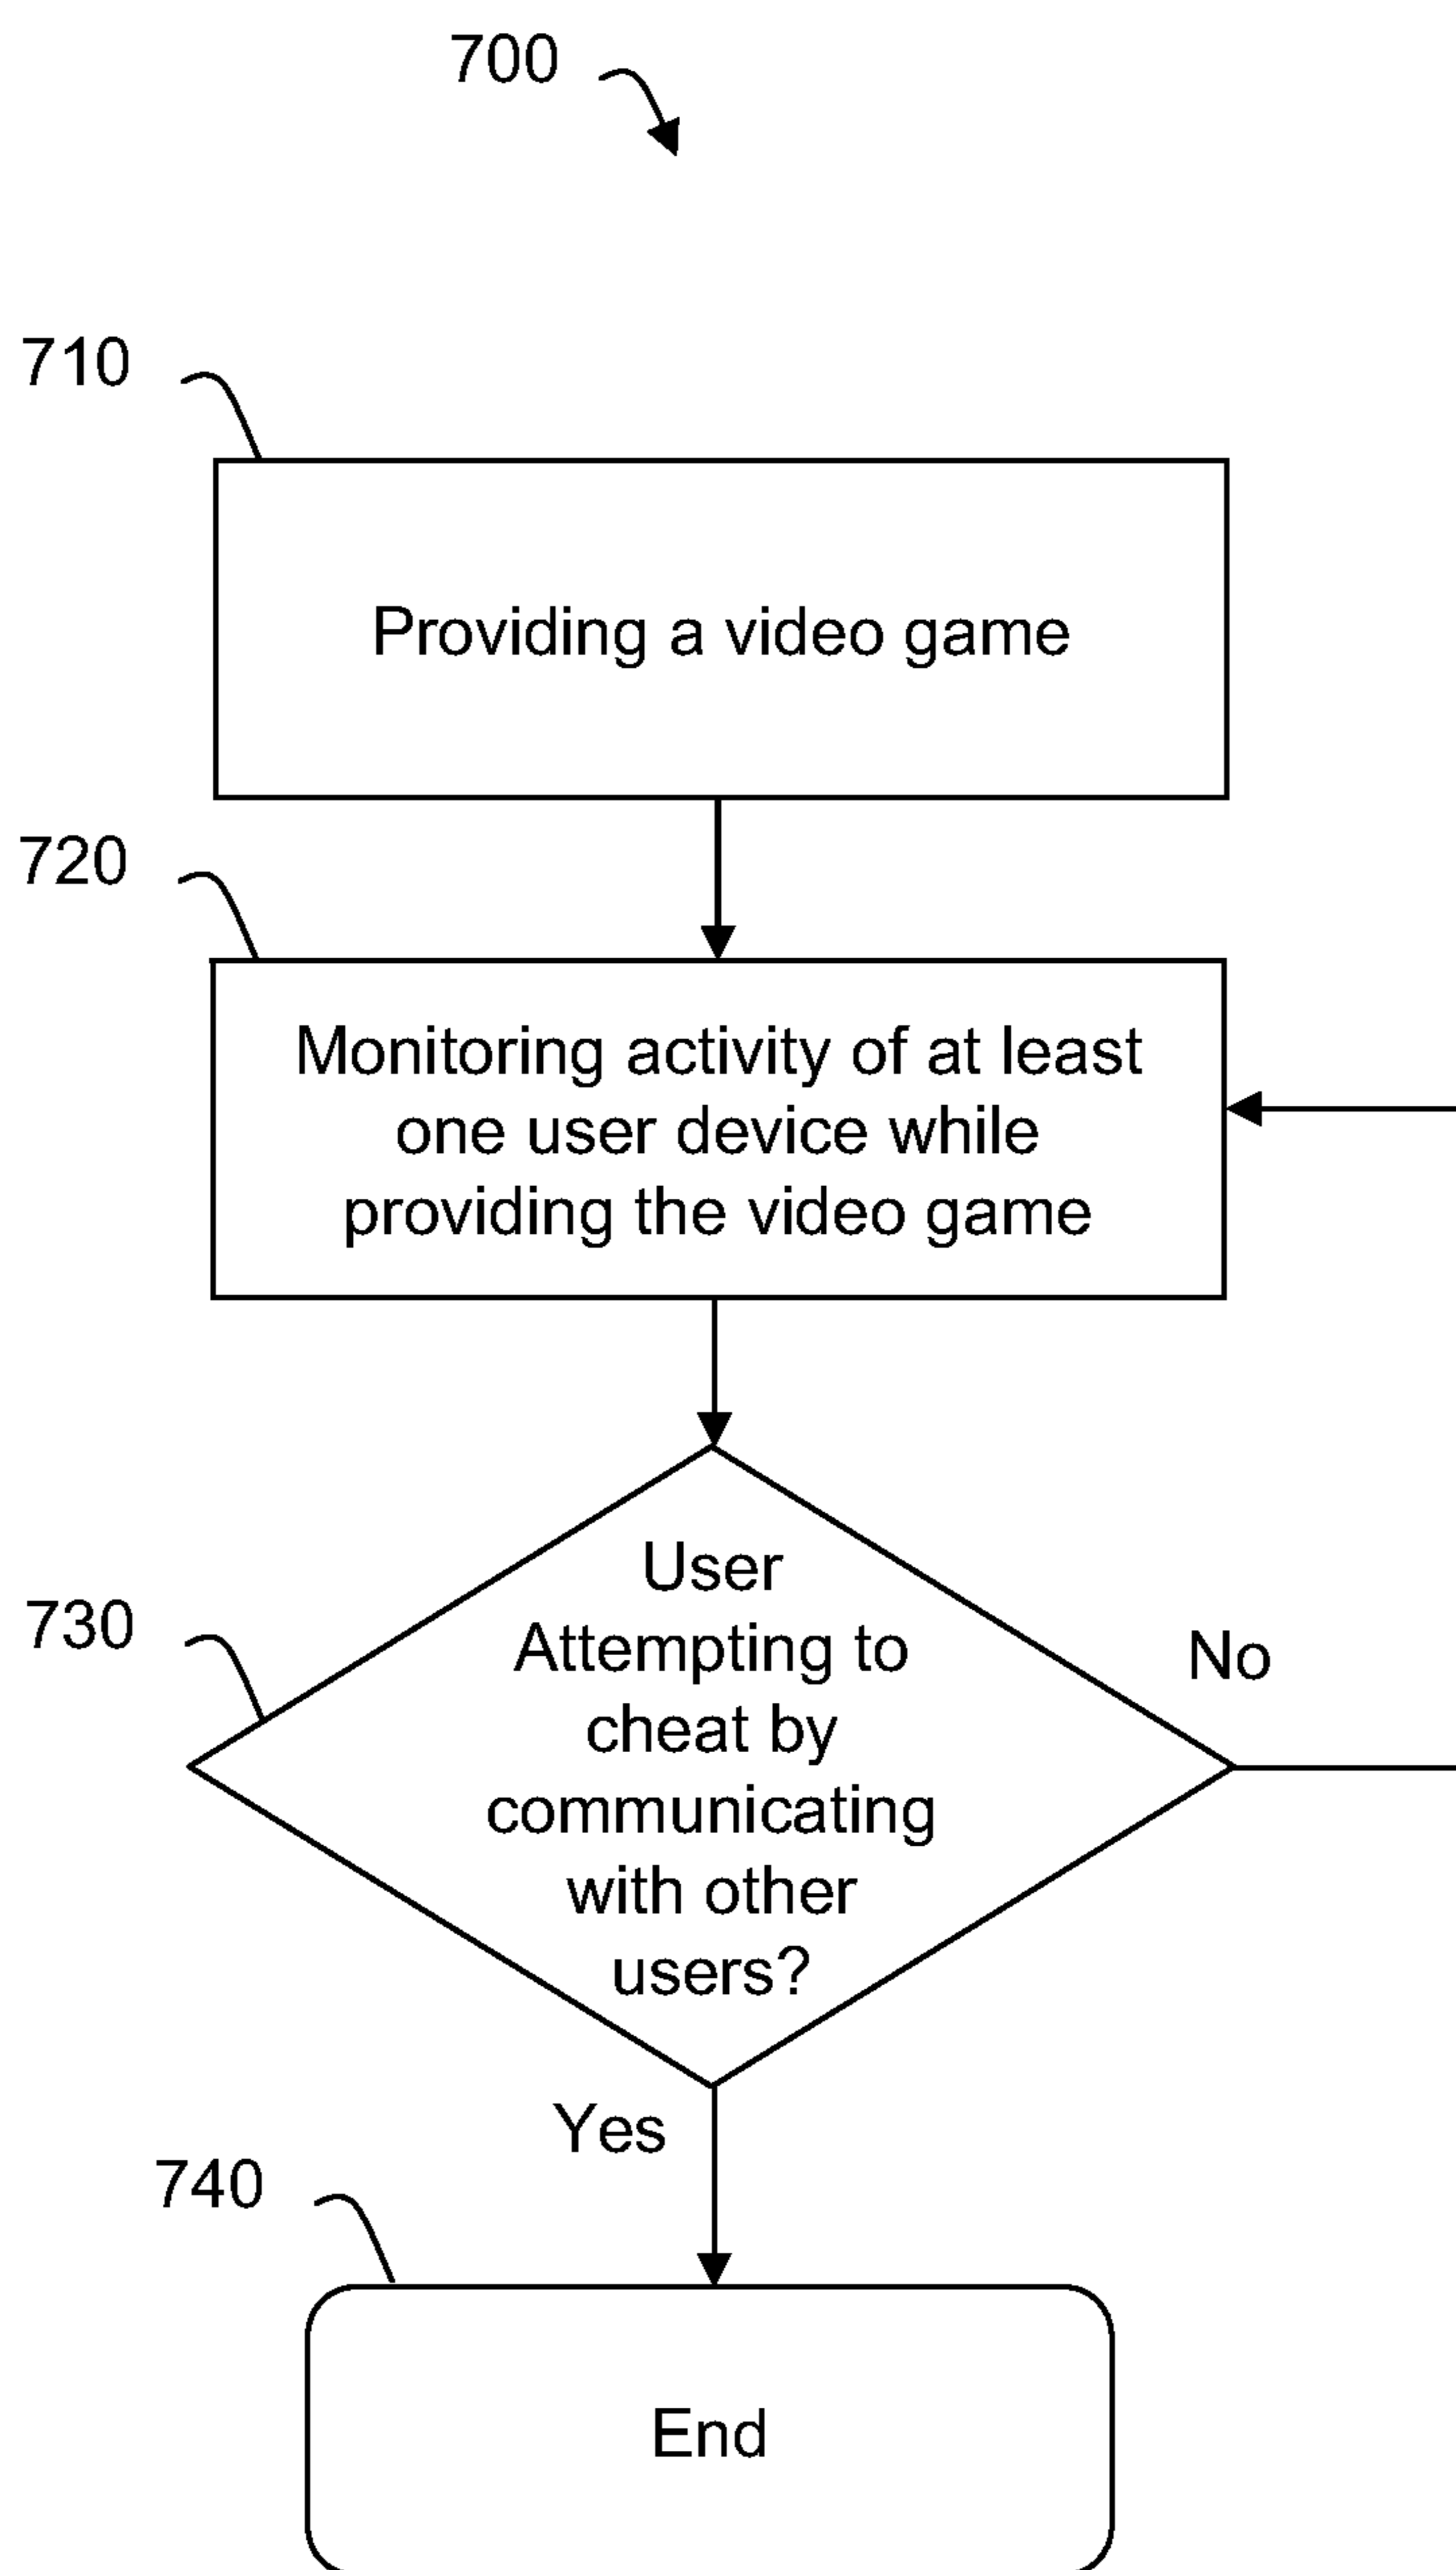 700
710
Providing a video game
720
Monitoring activity of at least
one user device while
providing the video game
730
User
Attempting to
cheat by
communicating
with other
users?
No
Yes
740
End